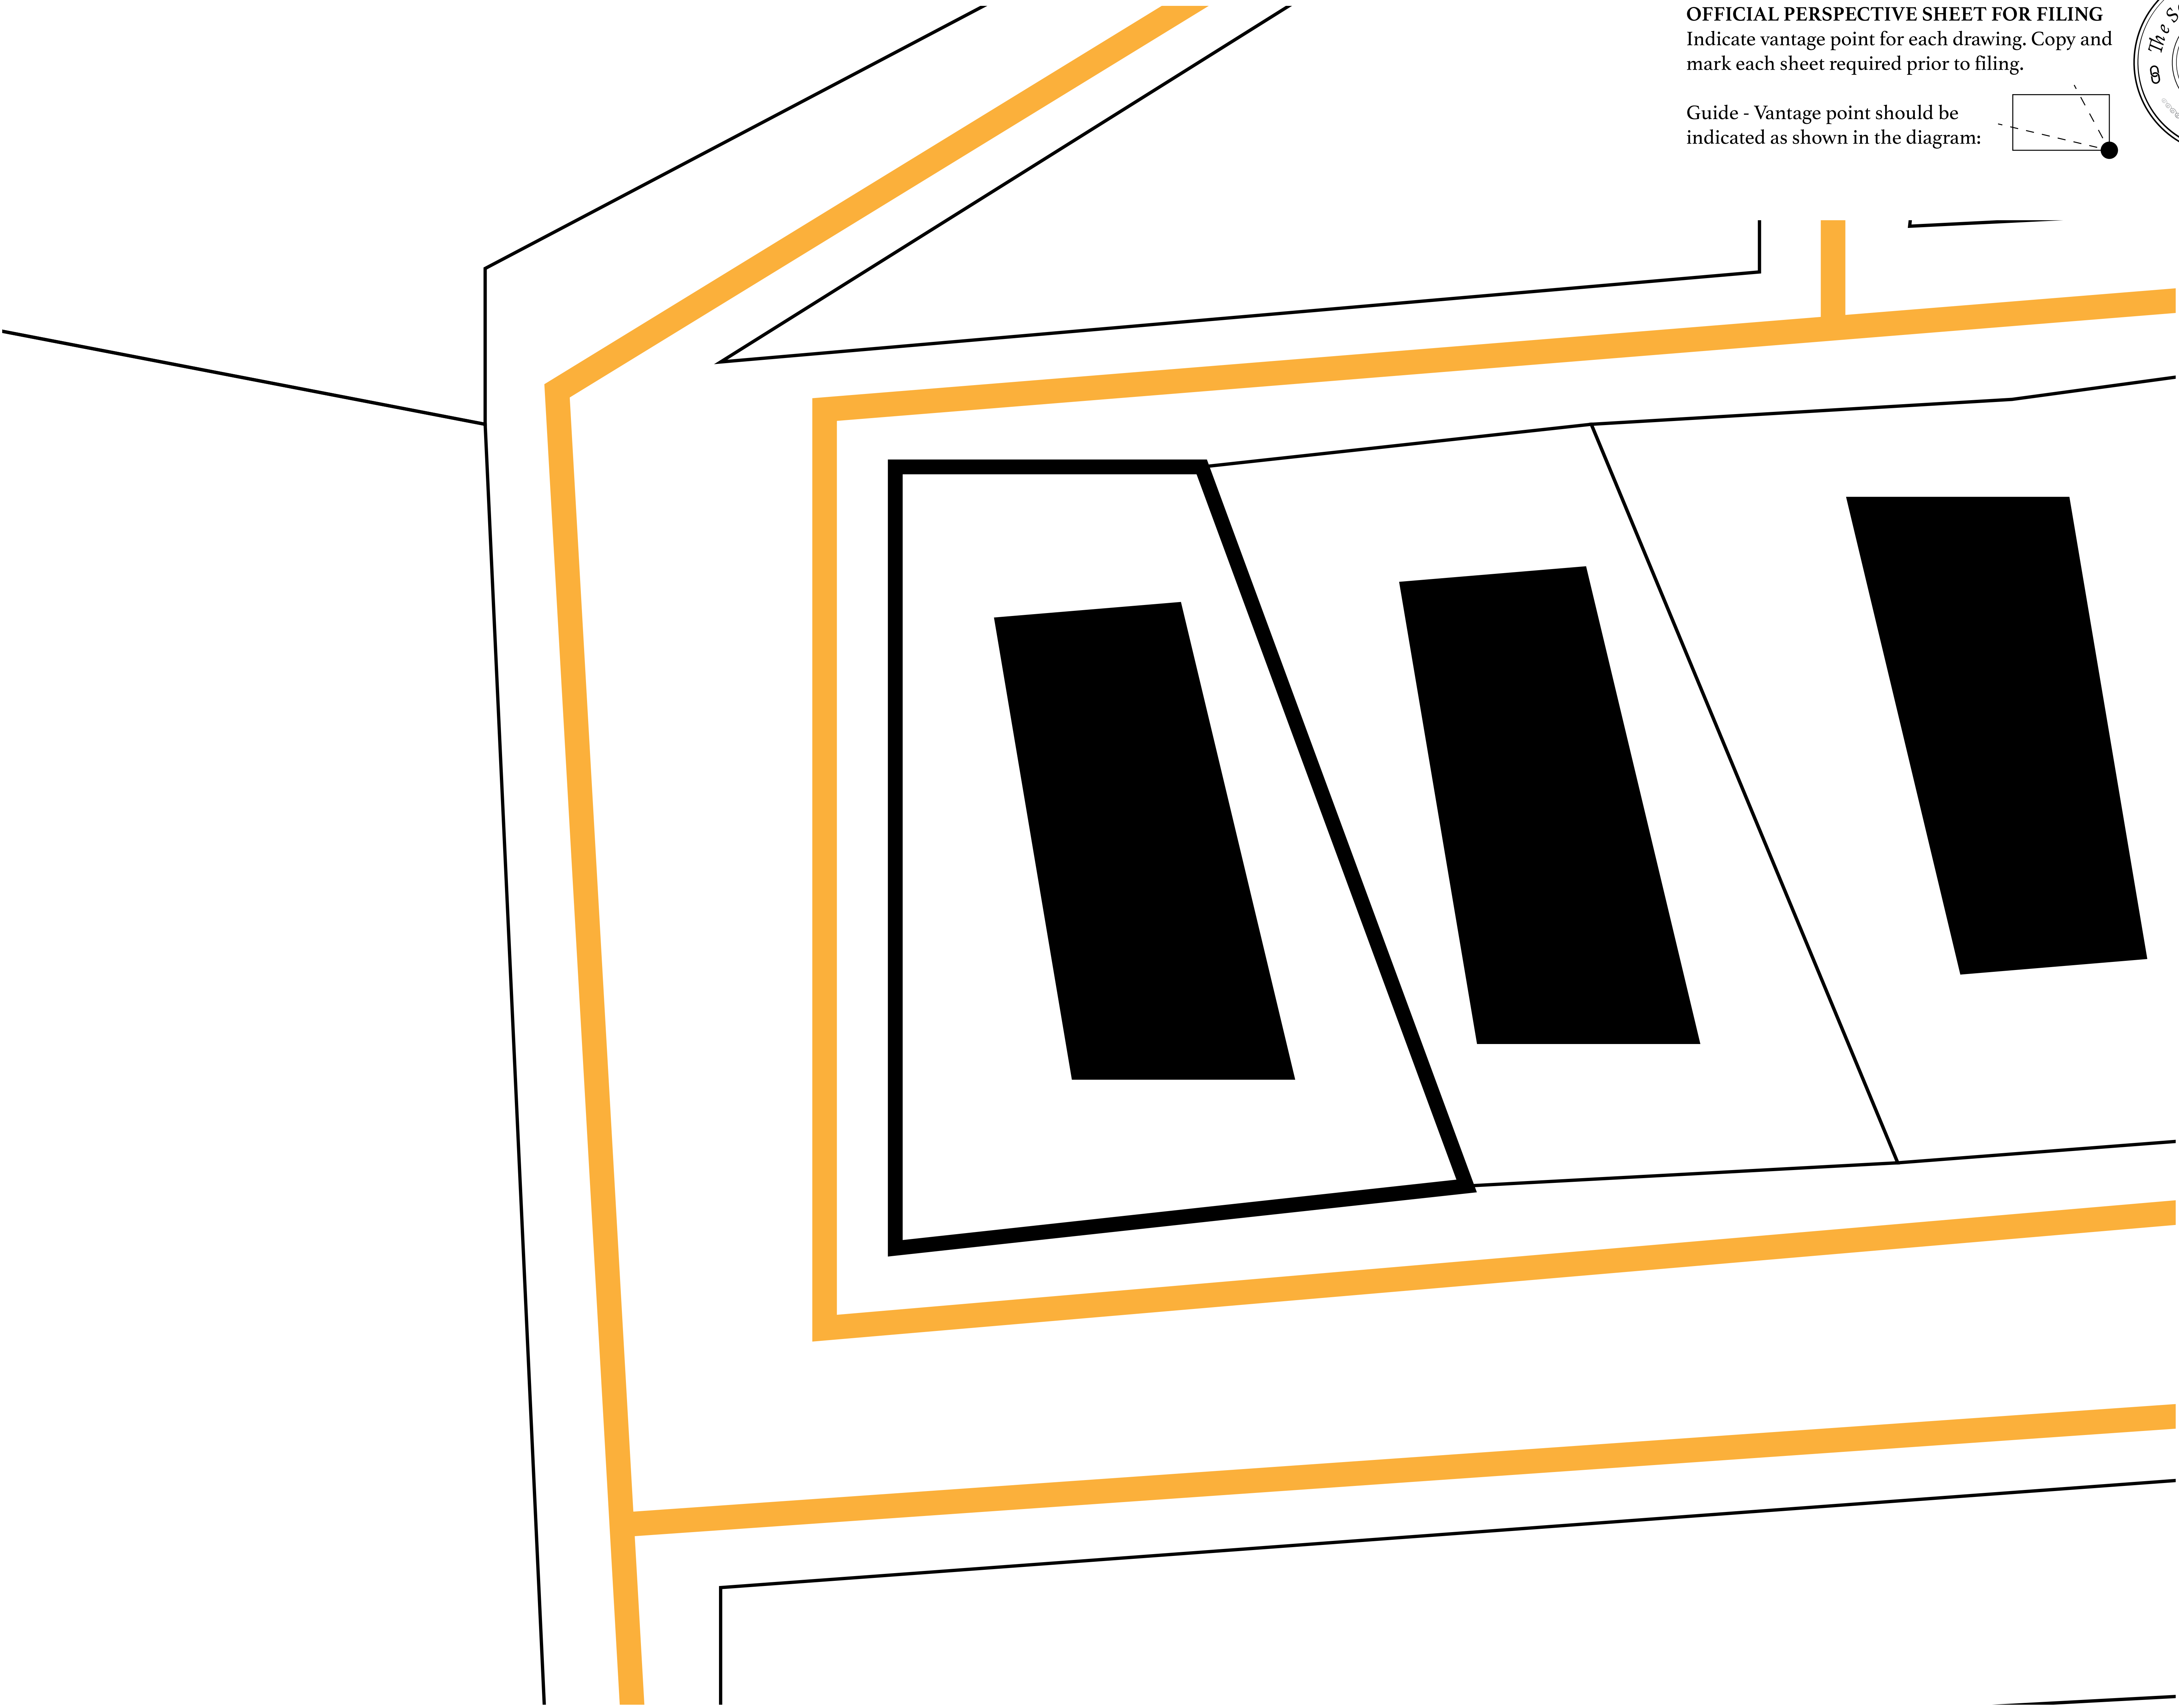 OFFICIAL PERSPECTIVE SHEET FOR FILING
Indicate vantage point for each drawing. Copy and
mark each sheet required prior to filing.
Guide - Vantage point should be
indicated as shown in the diagram:
The